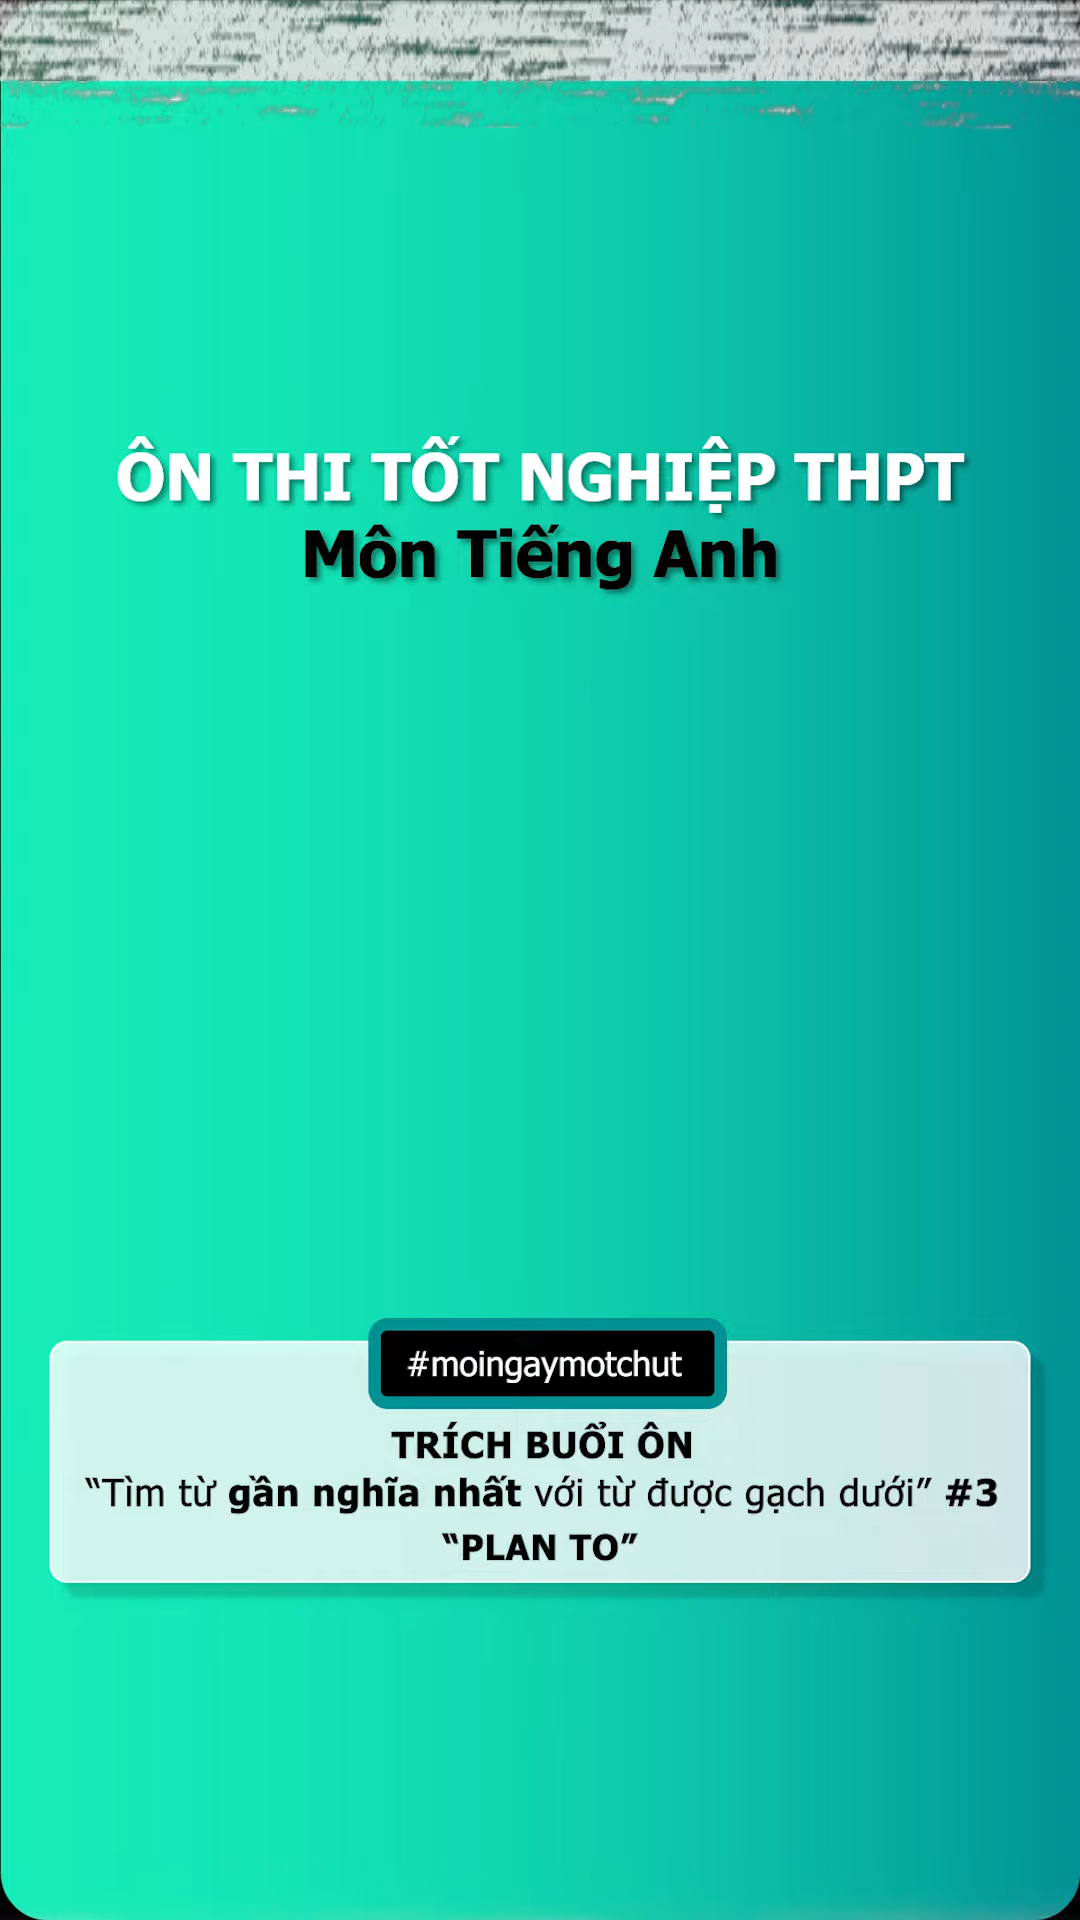 ÔN THI TỐT NGHIỆP THPT
Môn Tiếng Anh
#moingaymotchut
TRÍCH BUỔI ÔN
“Tìm từ gần nghĩa nhất với từ được gạch dưới” #3
“PLAN TO”